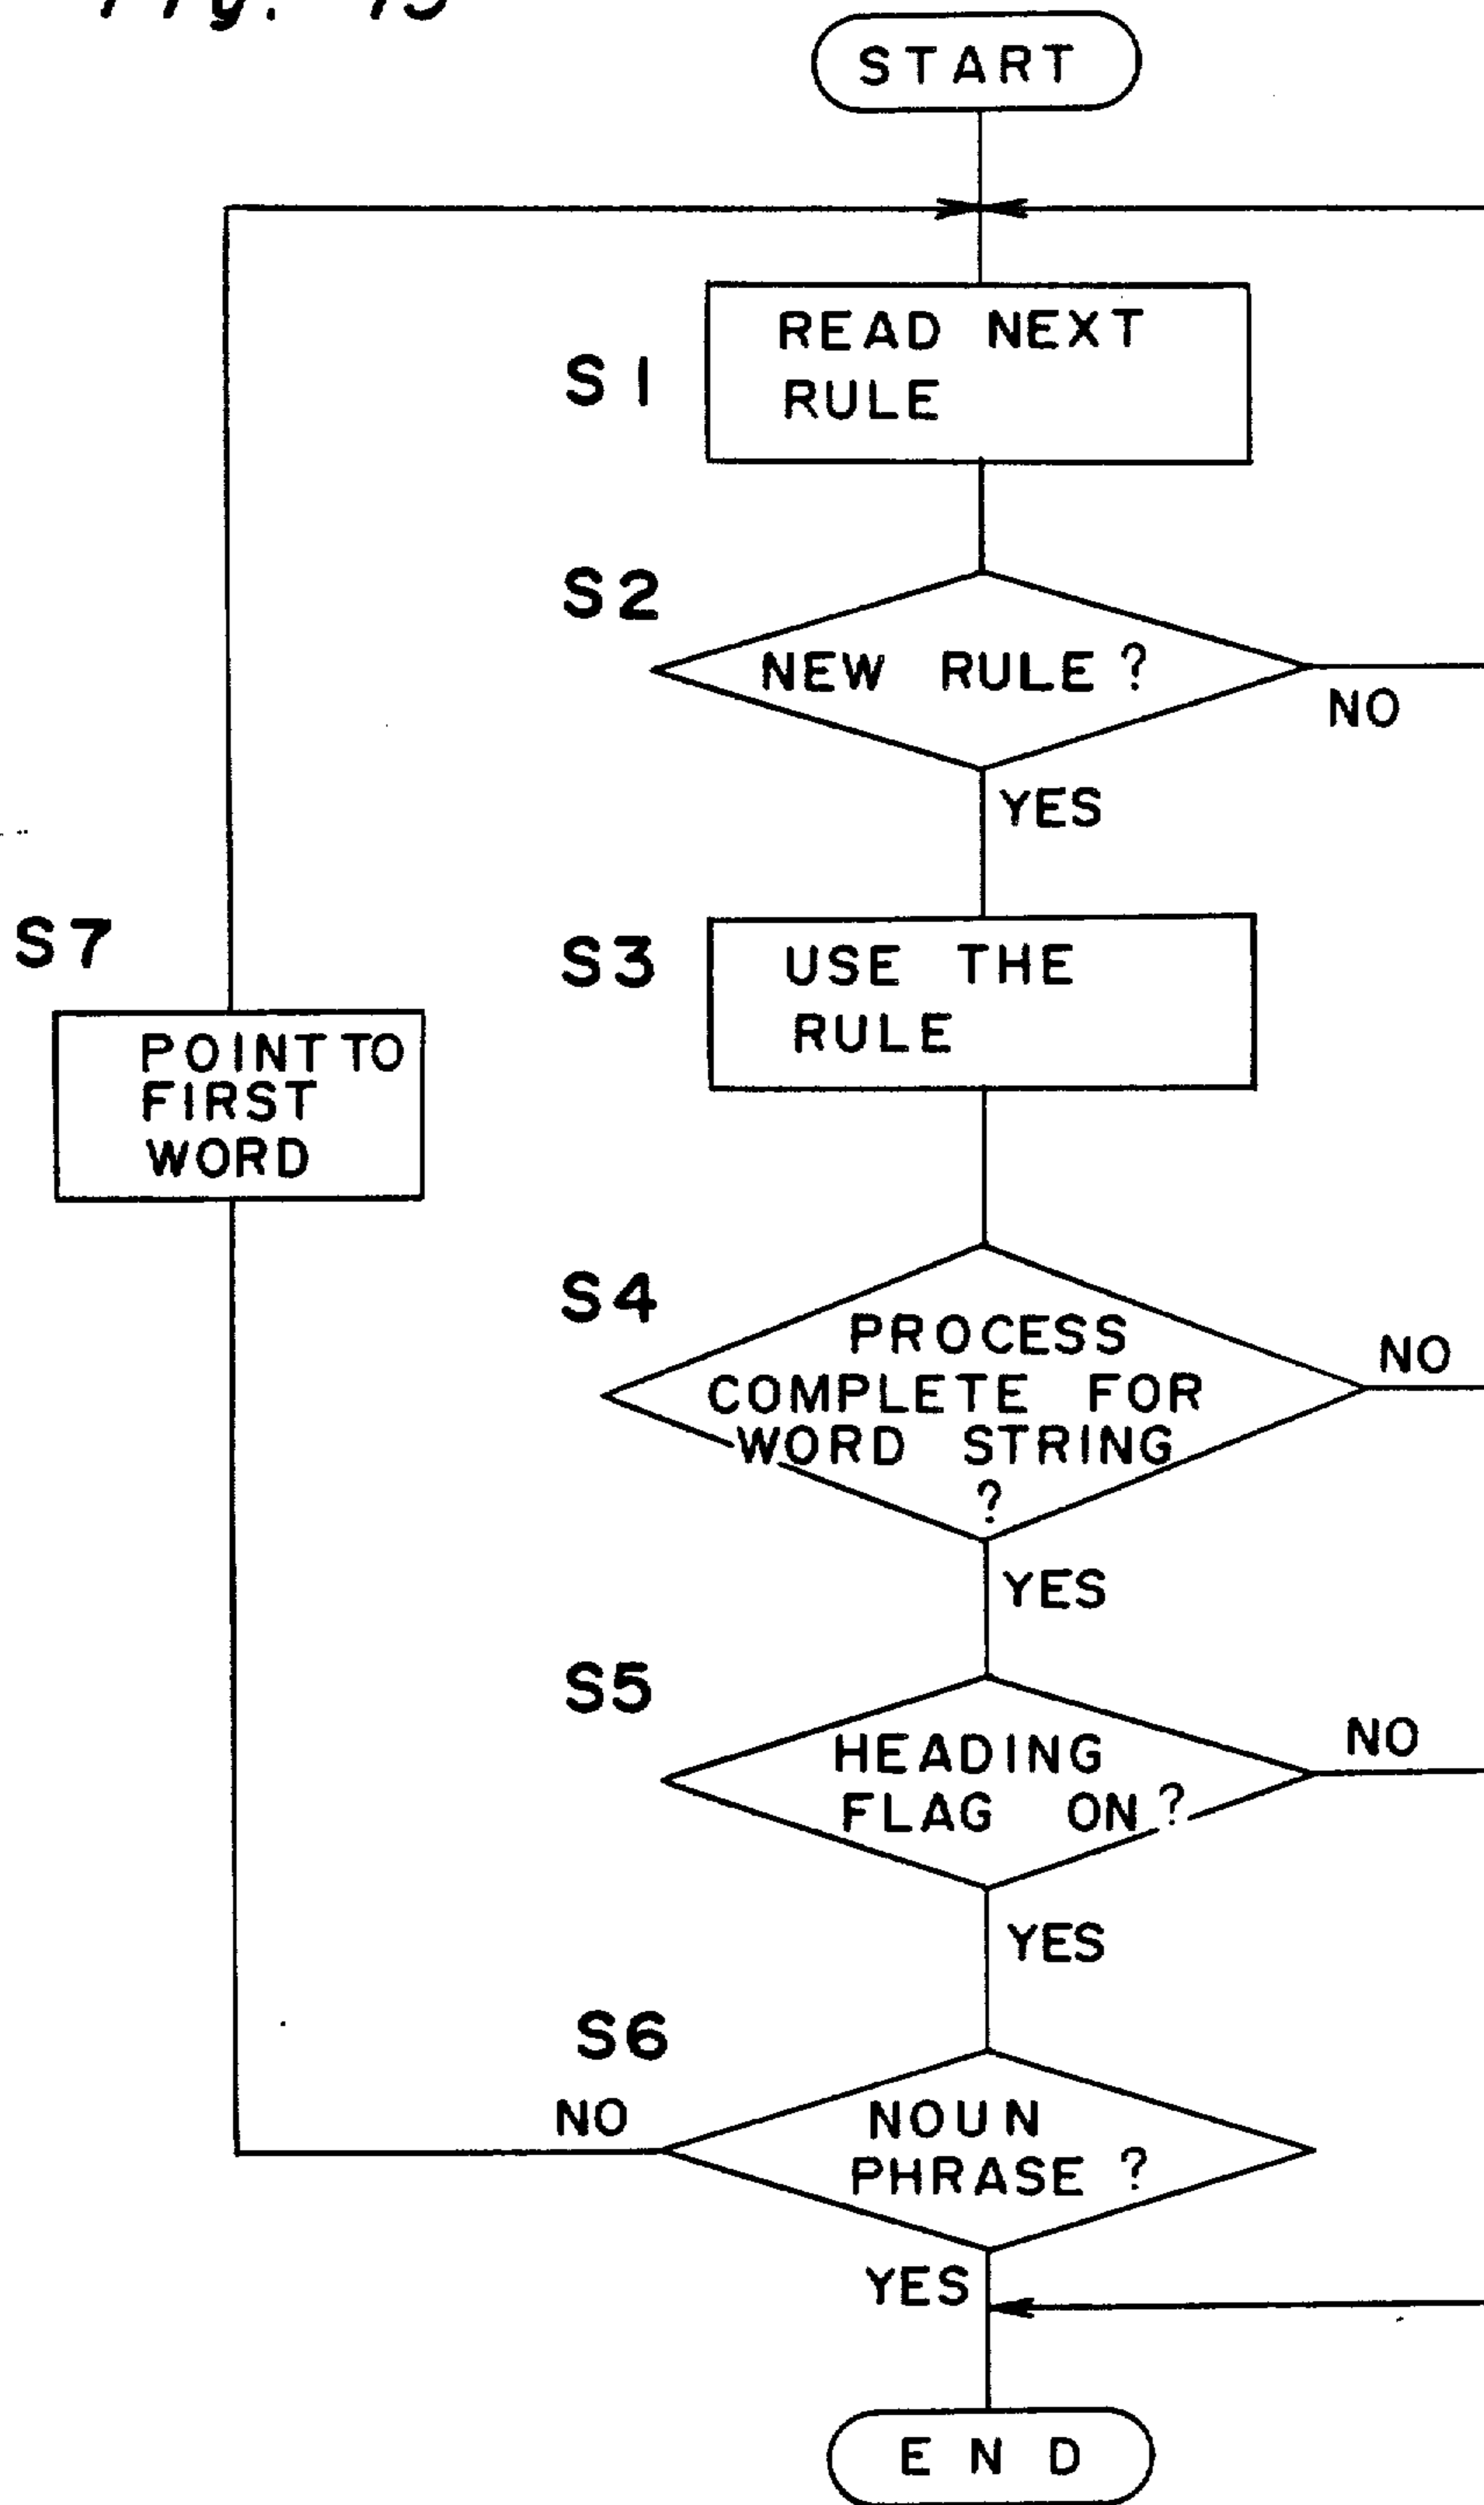 START
READ NEXT
RULE
S1
S2
NEW RULE?
NO
YES
S7
S3
USE THE
RULE
POINT TO
FIRST
WORD
S4
PROCESS
COMPLETE FOR
WORD STRING
?
NO
YES
S5
HEADING
FLAG ON?
NO
YES
S6
NO
NOUN
PHRASE?
YES
END